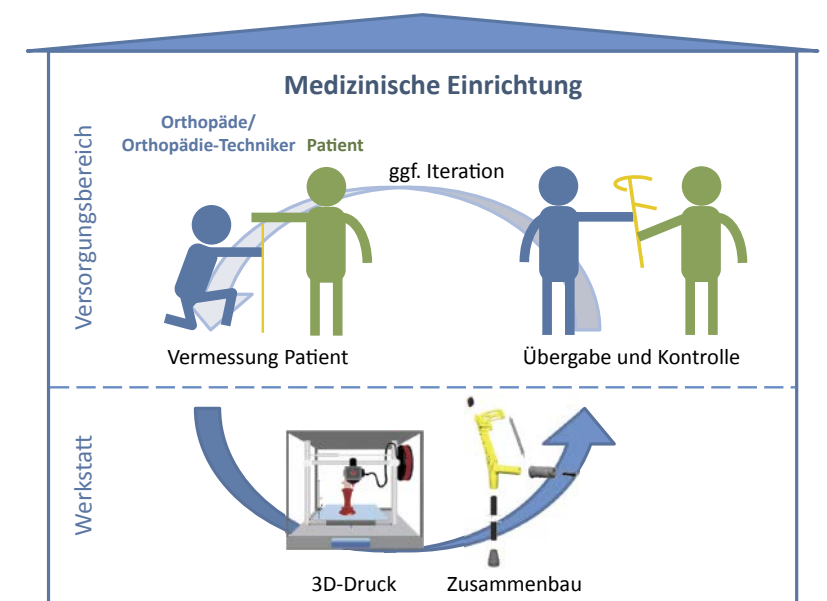 Medizinische Einrichtung
Versorgungsbereich
Orthopäde/
Orthopädie-Techniker
Patient
ggf. Iteration
Vermessung Patient
Übergabe und Kontrolle
Werkstatt
3D-Druck
Zusammenbau